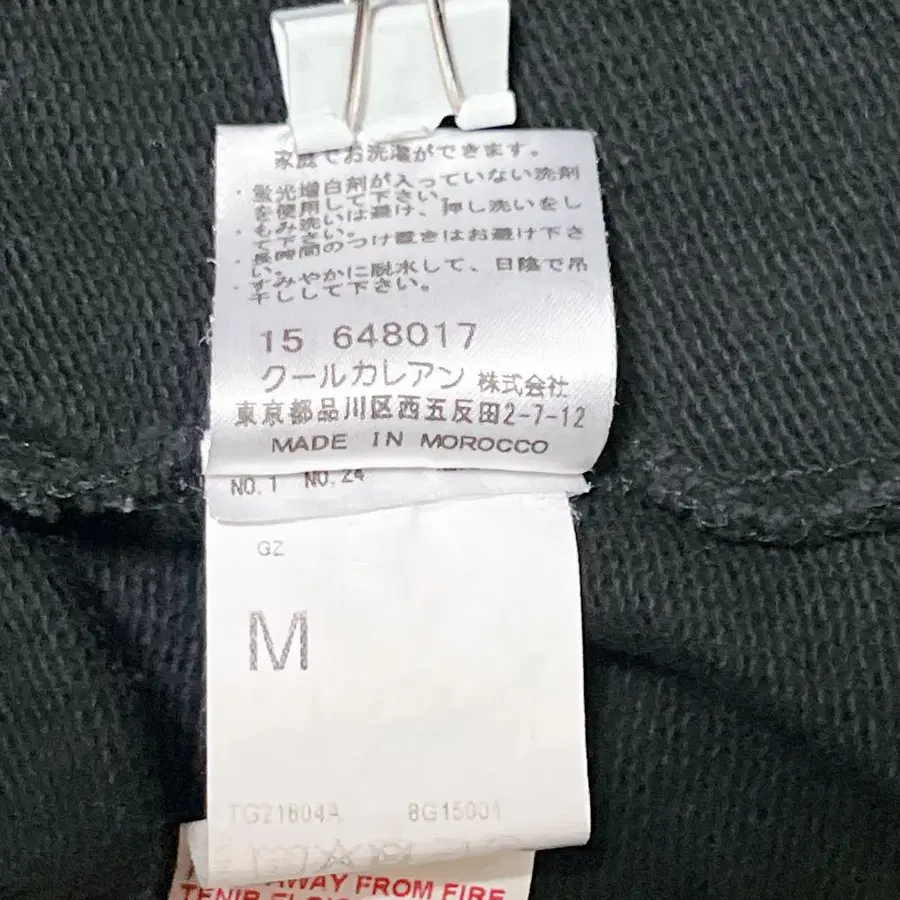 家庭でお洗濯ができます。
・蛍光増白剤が入っていない洗剤
を使用して下さい。
・もみ洗いは避け、押し洗いをし
て下さい。
・長時間のつけ置きはお避け下さ
い。
・すみやかに脱水して、日陰で吊
干しして下さい。
15 648017
クールカレアン 株式会社
東京都品川区西五反田2-7-12
MADE IN MOROCCO
NO.1 NO.24
GZ
M
TG21804A 8G15001
AWAY FROM FIRE
TENIR